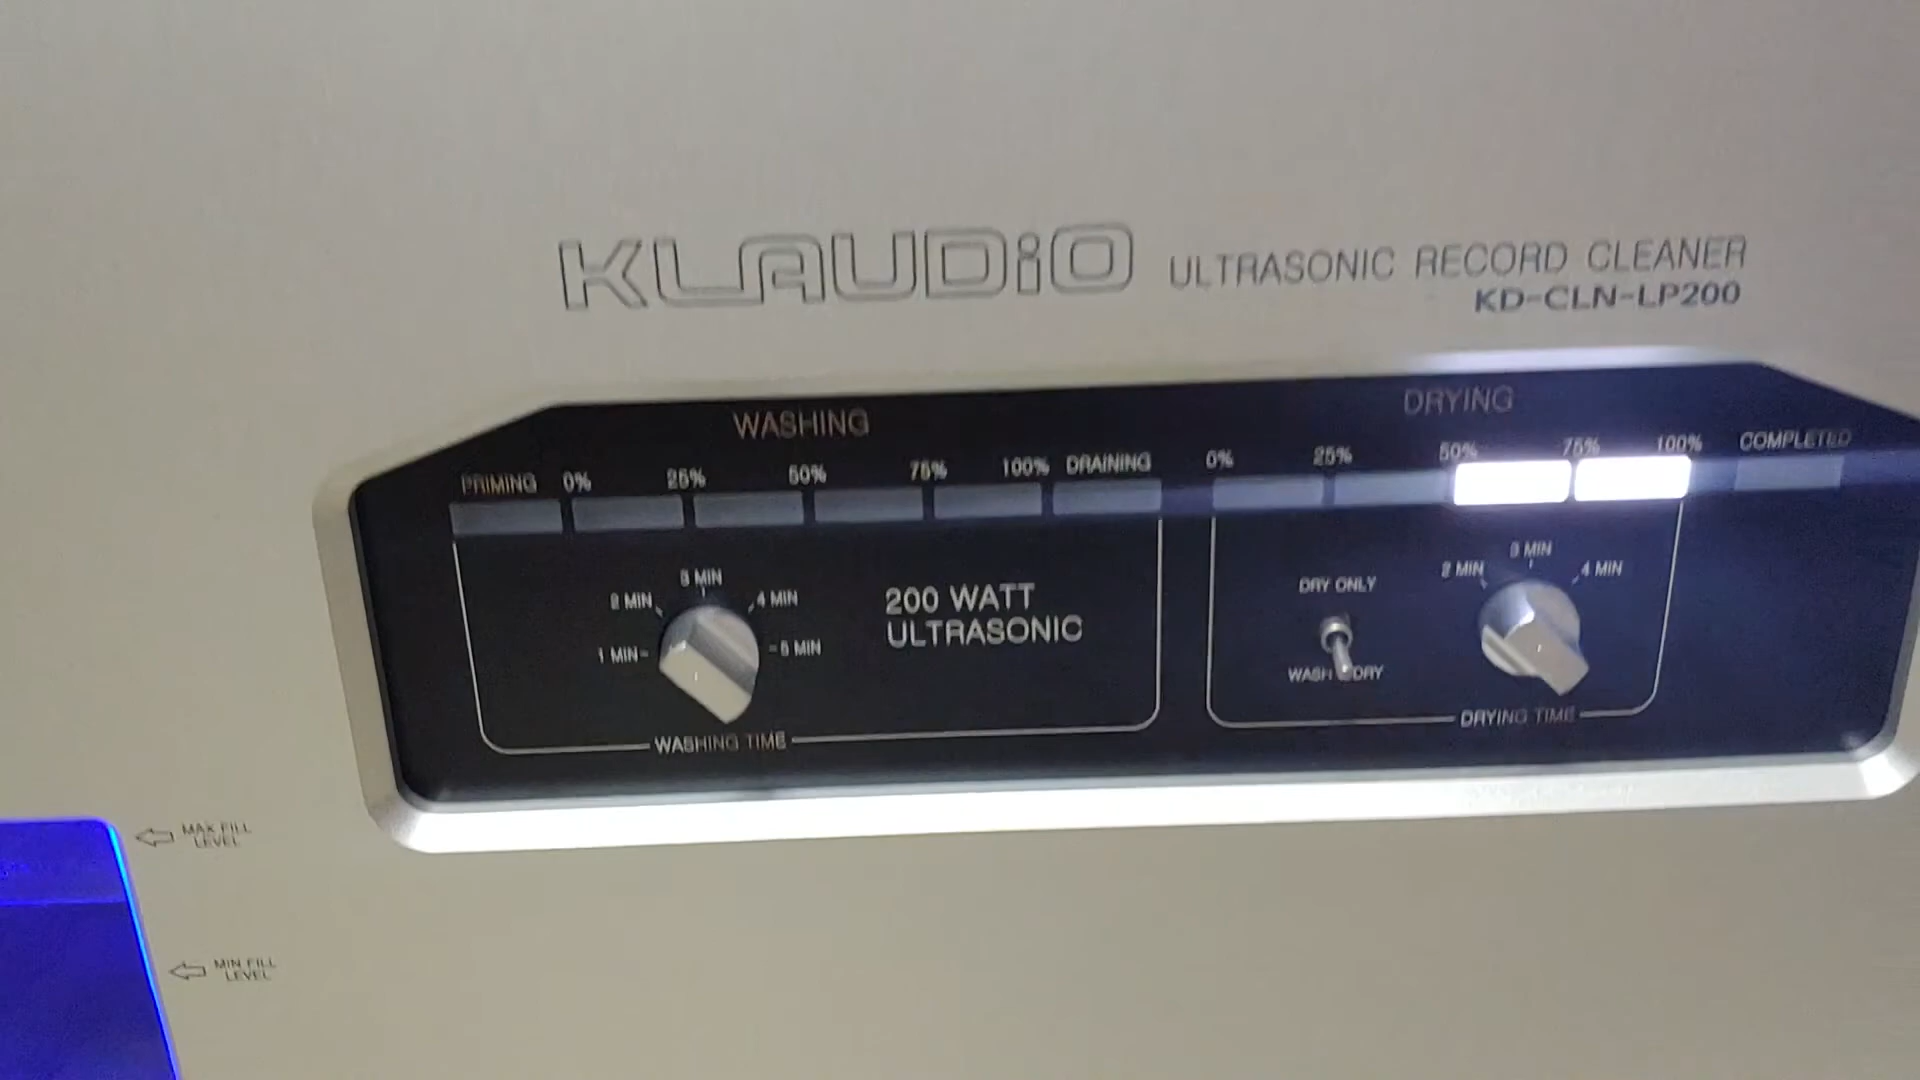 KLAUDiO ULTRASONIC RECORD CLEANER
KD-CLN-LP200
WASHING
DRYING
PRIMING 0% 25% 50% 75% 100% DRAINING
0% 25% 50% 75% 100% COMPLETED
1 MIN 2 MIN 3 MIN 4 MIN 5 MIN
200 WATT
ULTRASONIC
DRY ONLY
WASH DRY
2 MIN 3 MIN 4 MIN
WASHING TIME
DRYING TIME
MAX FILL
LEVEL
MIN FILL
LEVEL